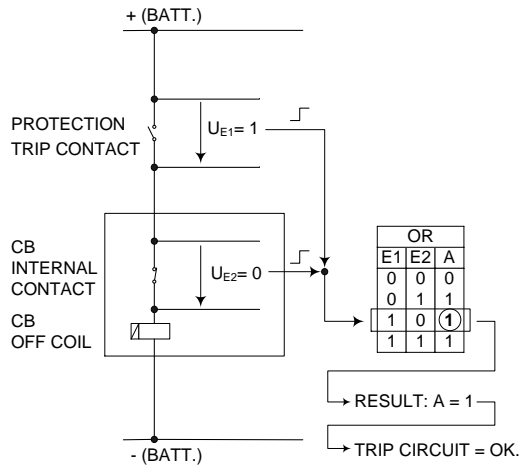 + (BATT.)
PROTECTION
TRIP CONTACT
UE1= 1
CB
INTERNAL
CONTACT
UE2= 0
CB
OFF COIL
OR
E1 E2 A
0 0 0
0 1 1
1 0 1
1 1 1
RESULT: A = 1
TRIP CIRCUIT = OK.
- (BATT.)